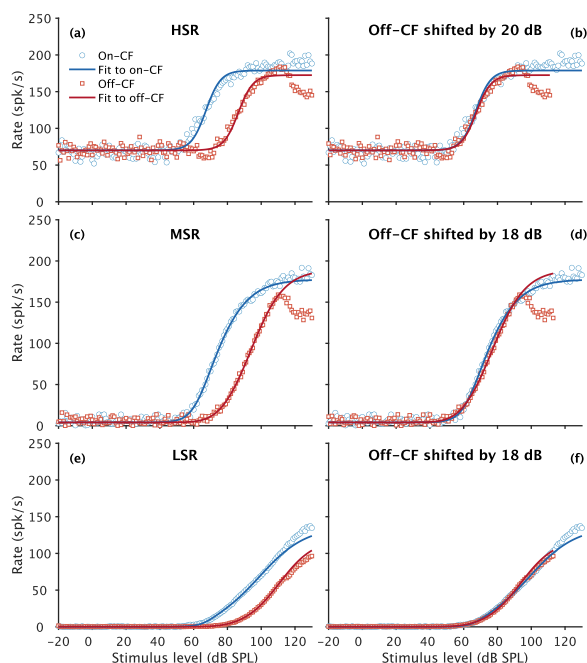 (a)
HSR
Off-CF shifted by 20 dB
(b)
250
200
150
100
50
0
Rate (spk/s)
On-CF
Fit to on-CF
Off-CF
Fit to off-CF
(c)
MSR
Off-CF shifted by 18 dB
(d)
250
200
150
100
50
0
Rate (spk/s)
(e)
LSR
Off-CF shifted by 18 dB
(f)
250
200
150
100
50
0
Rate (spk/s)
-20 0 20 40 60 80 100 120
-20 0 20 40 60 80 100 120
Stimulus level (dB SPL)
Stimulus level (dB SPL)